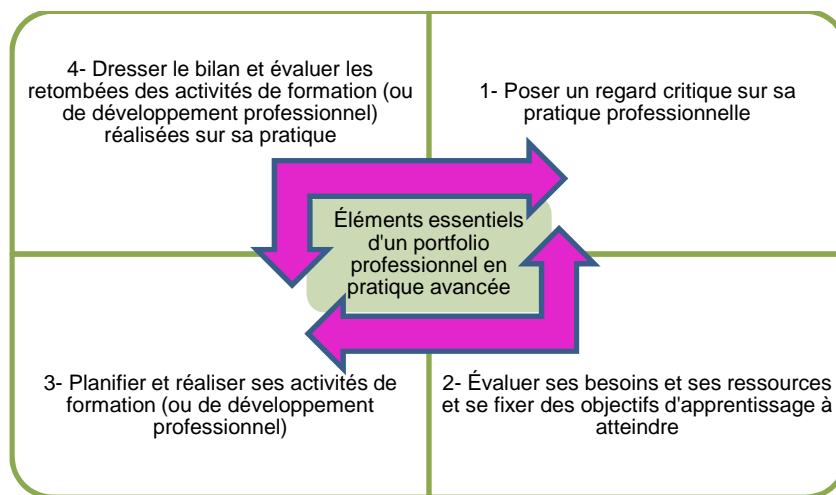 4- Dresser le bilan et évaluer les
retombées des activités de formation (ou
de développement professionnel)
réalisées sur sa pratique
1- Poser un regard critique sur sa
pratique professionnelle
Éléments essentiels
d'un portfolio
professionnel en
pratique avancée
3- Planifier et réaliser ses activités de
formation (ou de développement
professionnel)
2- Évaluer ses besoins et ses ressources
et se fixer des objectifs d'apprentissage à
atteindre